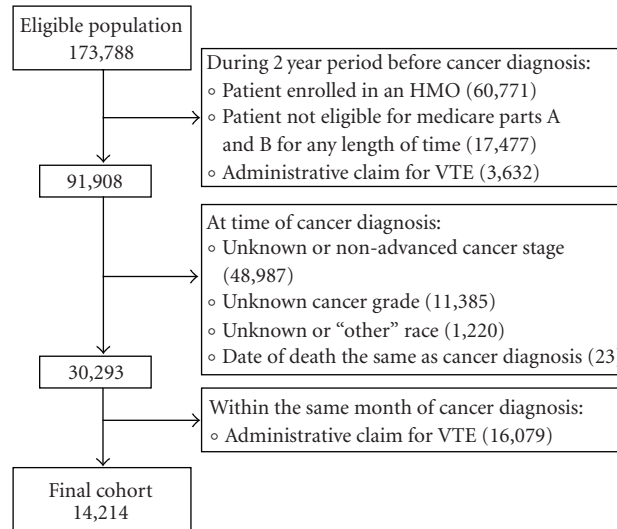 Eligible population
173,788
During 2 year period before cancer diagnosis:
◦ Patient enrolled in an HMO (60,771)
◦ Patient not eligible for medicare parts A
and B for any length of time (17,477)
◦ Administrative claim for VTE (3,632)
91,908
At time of cancer diagnosis:
◦ Unknown or non-advanced cancer stage
(48,987)
◦ Unknown cancer grade (11,385)
◦ Unknown or “other” race (1,220)
◦ Date of death the same as cancer diagnosis (23)
30,293
Within the same month of cancer diagnosis:
◦ Administrative claim for VTE (16,079)
Final cohort
14,214